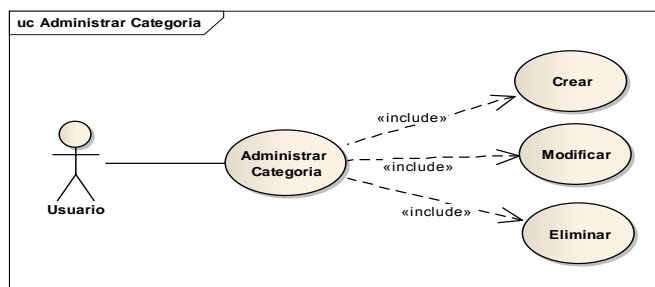 uc Administrar Categoria
Crear
«include»
Administrar
Categoria
«include»
Modificar
«include»
Usuario
Eliminar